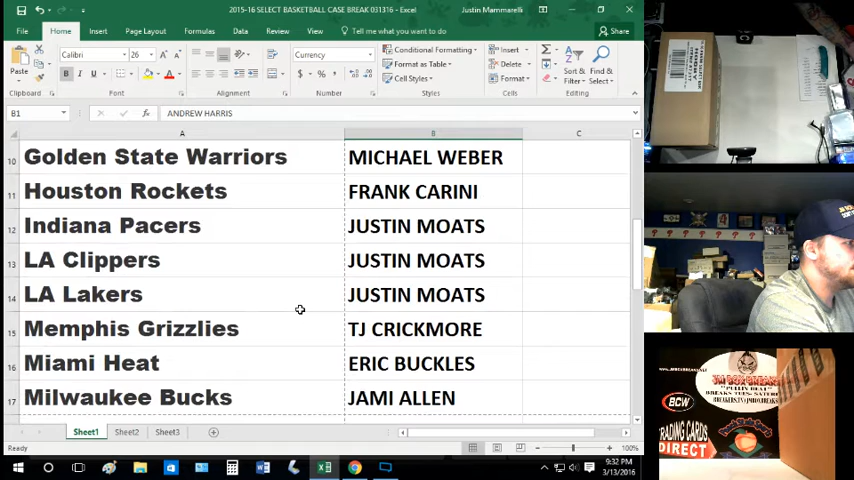 2015-16 SELECT BASKETBALL CASE BREAK 031316 - Excel
Justin Mammarelli
File
Home
Insert
Page Layout
Formulas
Data
Review
View
Tell me what you want to do
Share
Paste
Calibri
26
Currency
Conditional Formatting
Format as Table
Cell Styles
Insert
Delete
Format
Sort &
Filter
Find &
Select
Clipboard
Font
Alignment
Number
Styles
Cells
Editing
B1
ANDREW HARRIS
A B C
10 Golden State Warriors MICHAEL WEBER
11 Houston Rockets FRANK CARINI
12 Indiana Pacers JUSTIN MOATS
13 LA Clippers JUSTIN MOATS
14 LA Lakers JUSTIN MOATS
15 Memphis Grizzlies TJ CRICKMORE
16 Miami Heat ERIC BUCKLES
17 Milwaukee Bucks JAMI ALLEN
Sheet1
Sheet2
Sheet3
Ready
100%
9:32 PM
3/13/2016
JM BOX BREAKS
BCW
TRADING CARDS
DIRECT